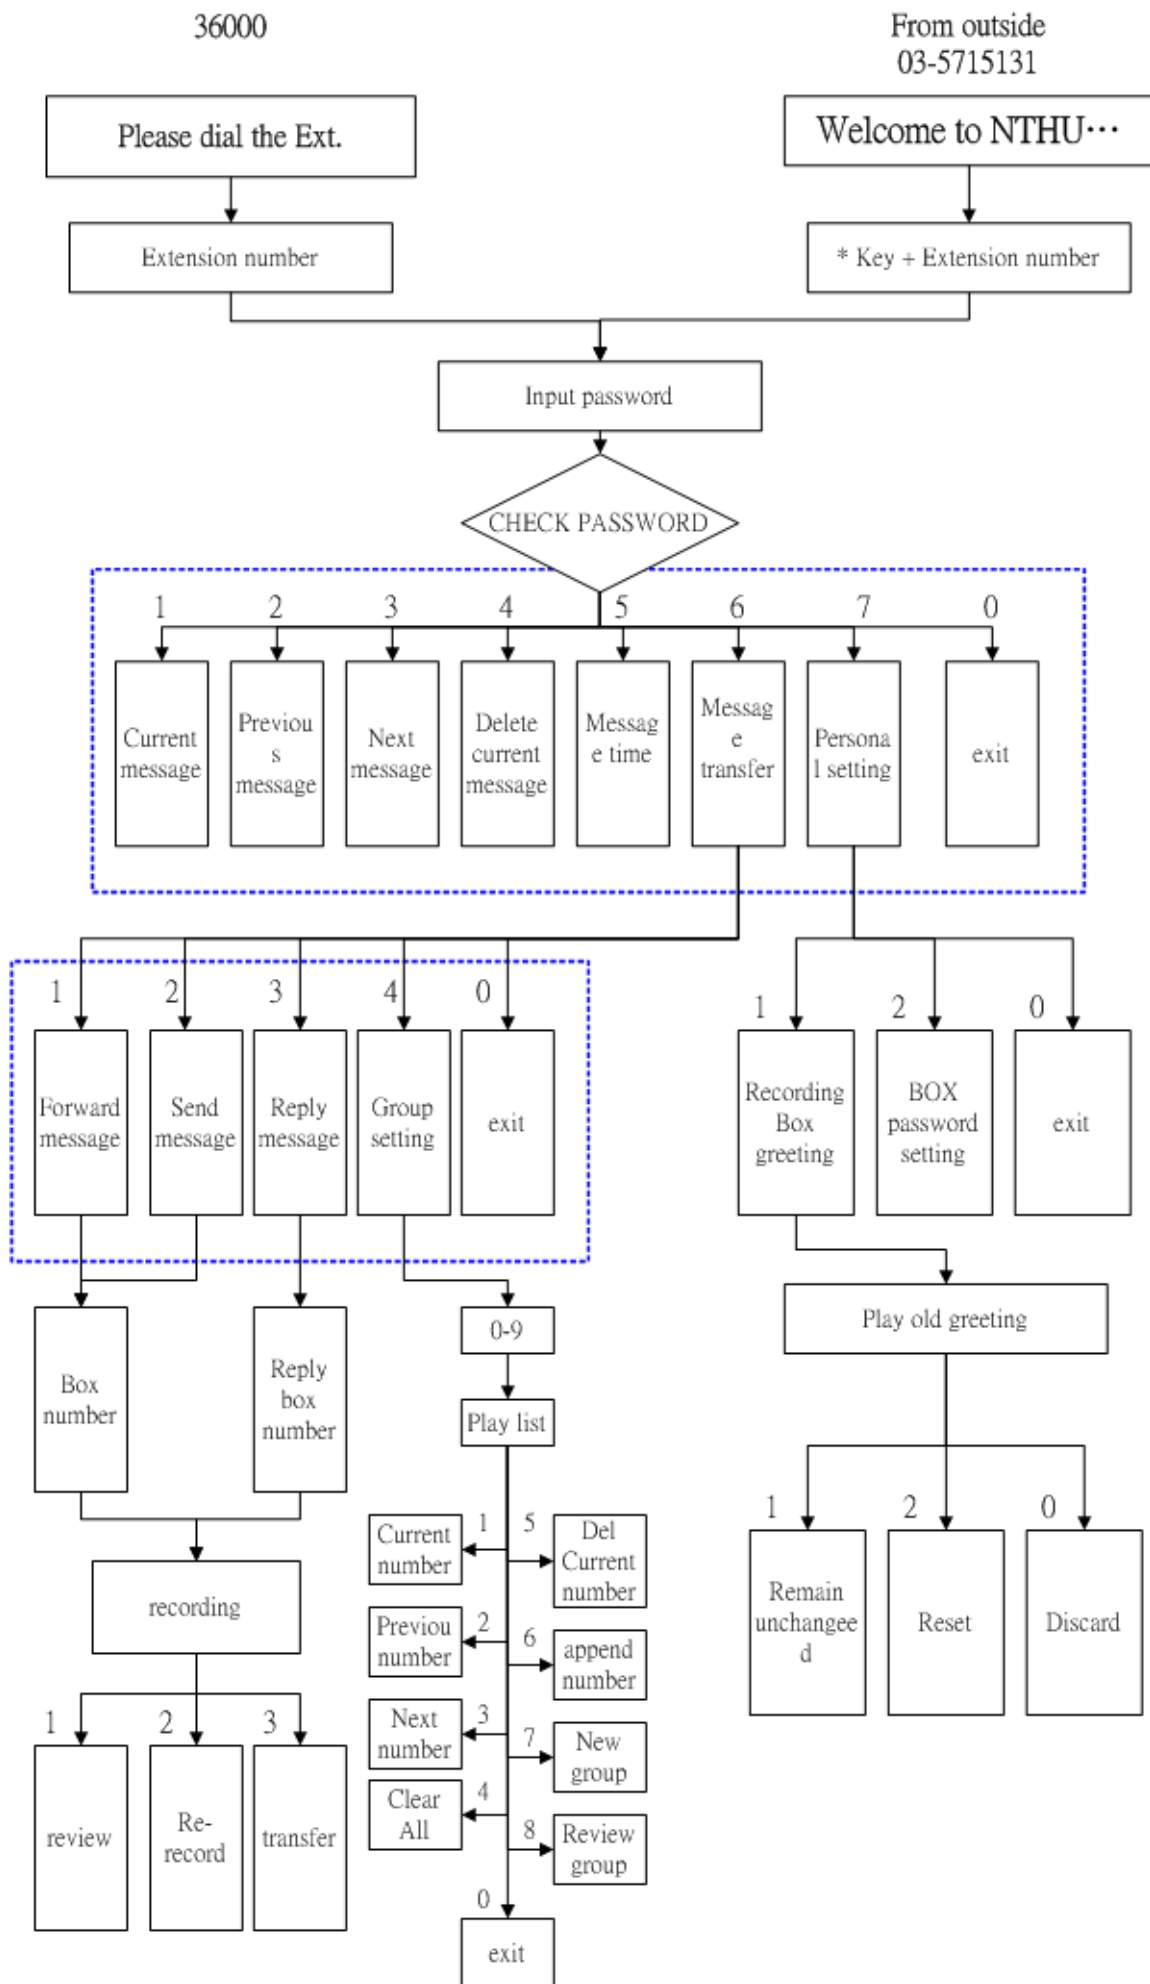 36000
From outside
03-5715131
Please dial the Ext.
Welcome to NTHU⋯
Extension number
* Key + Extension number
Input password
CHECK PASSWORD
1
2
3
4
5
6
7
0
Current
message
Previou
s
message
Next
message
Delete
current
message
Messag
e time
Messag
e
transfer
Persona
l setting
exit
1
2
3
4
0
1
2
0
Forward
message
Send
message
Reply
message
Group
setting
exit
Recording
Box
greeting
BOX
password
setting
exit
Box
number
Reply
box
number
0-9
Play list
Play old greeting
1
Current
number
5
Del
Current
number
2
Previou
number
6
append
number
3
Next
number
7
New
group
4
Clear
All
8
Review
group
0
exit
recording
1
2
3
review
Re-
record
transfer
1
2
0
Remain
unchangee
d
Reset
Discard